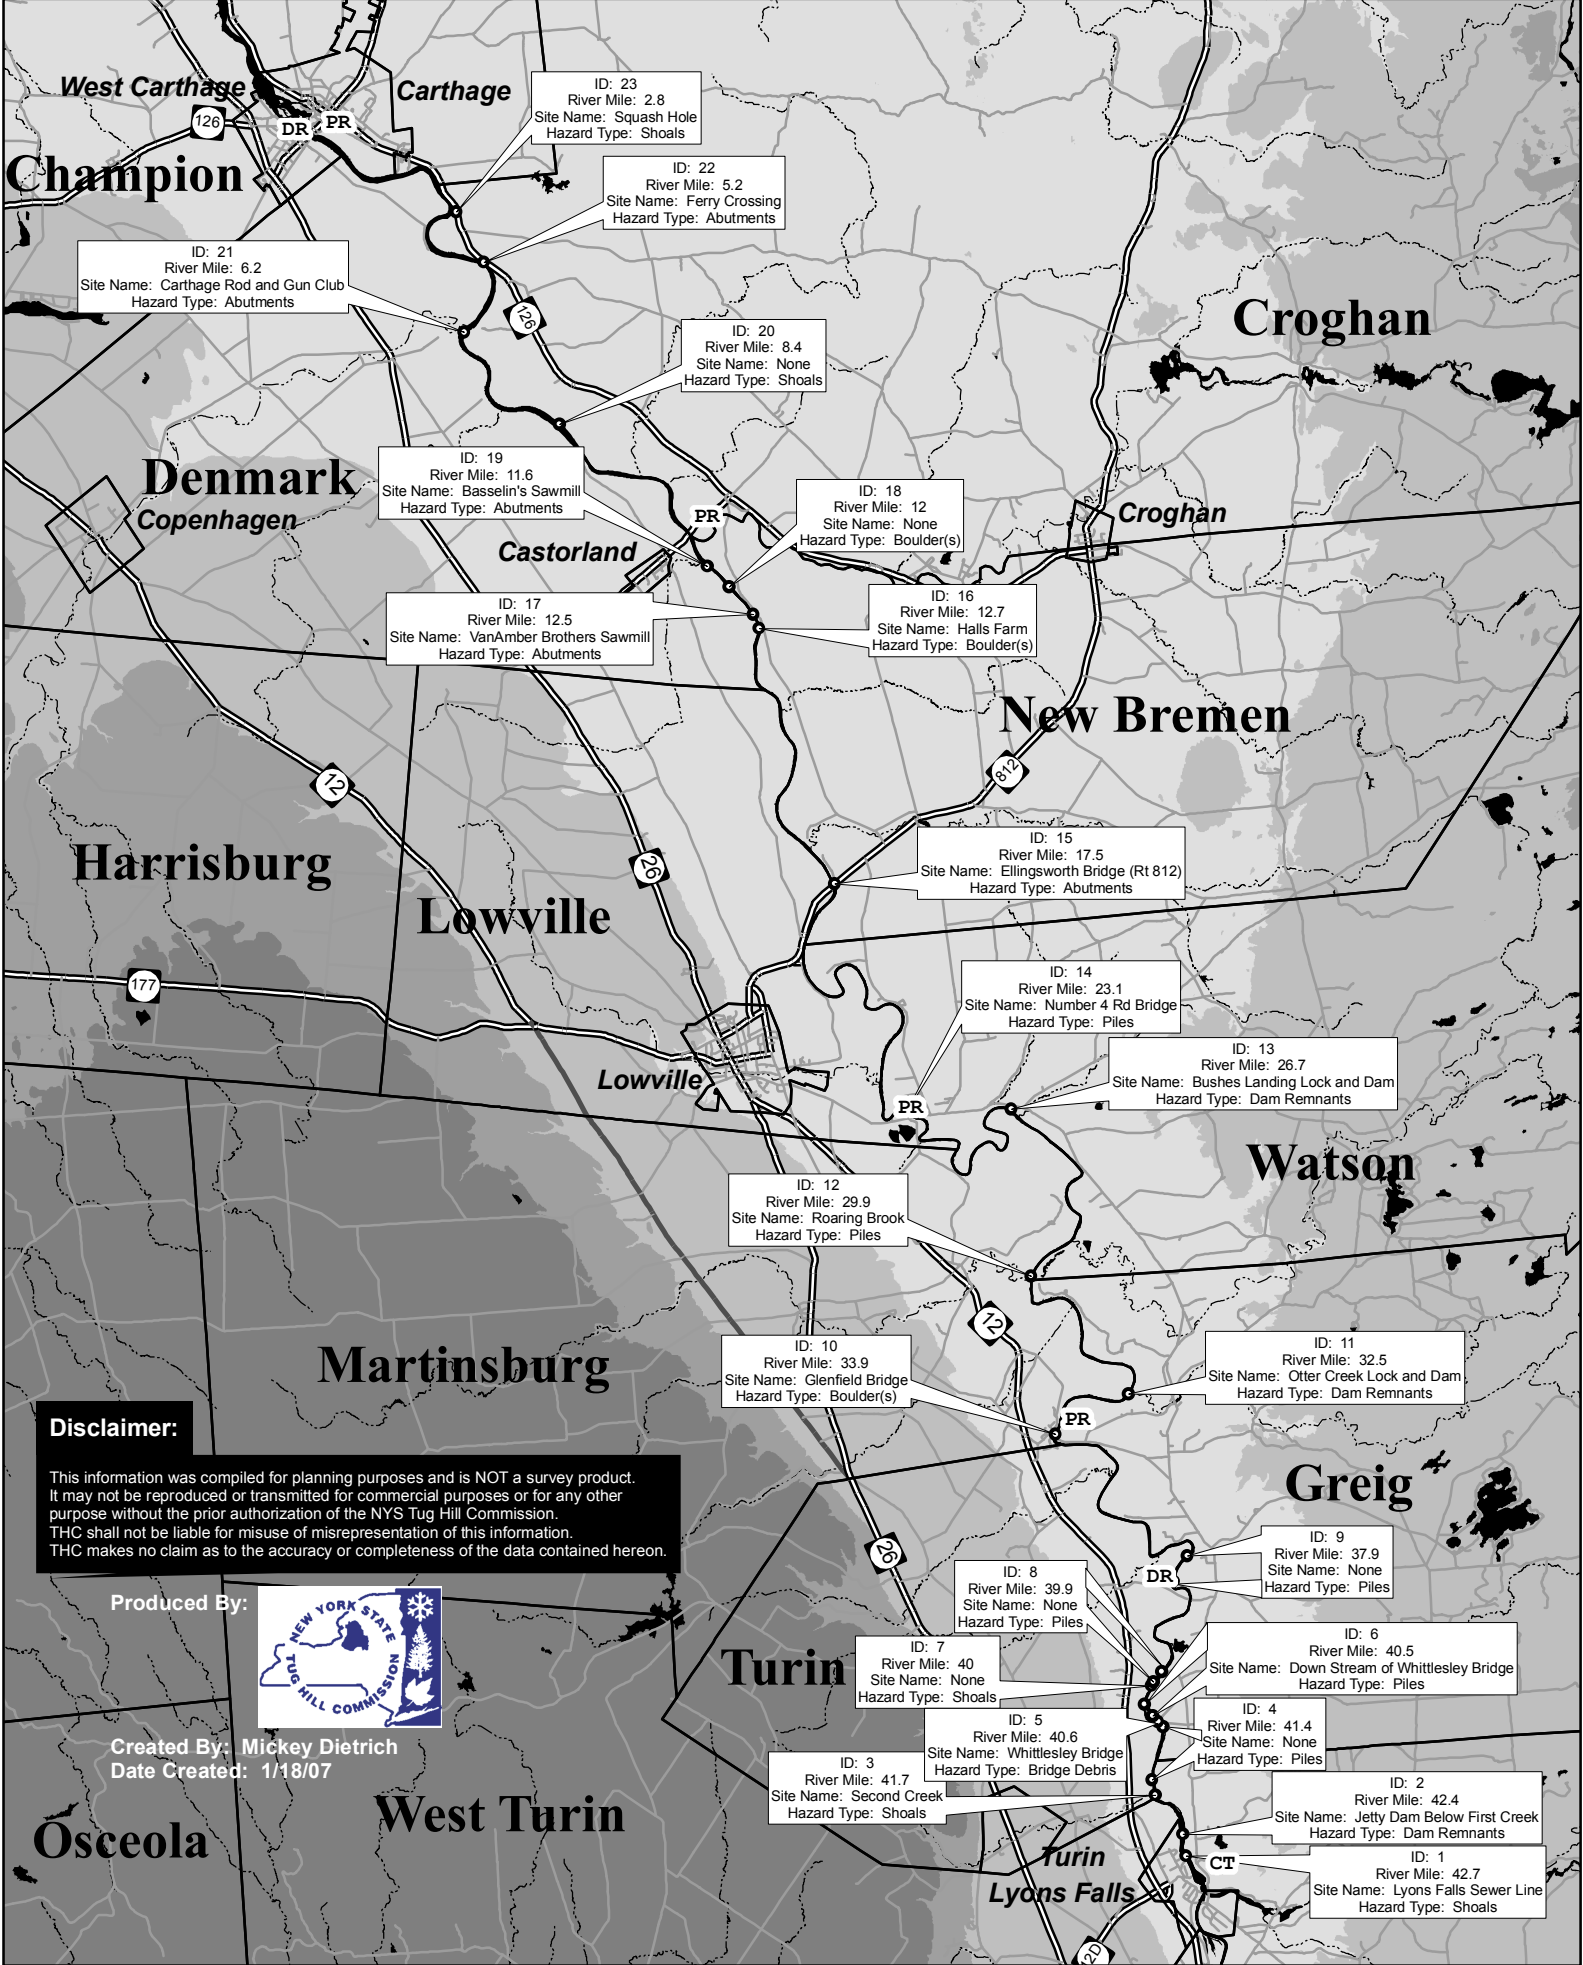 West Carthage
Carthage
126
DR
PR
Champion
ID: 23
River Mile: 2.8
Site Name: Squash Hole
Hazard Type: Shoals
ID: 22
River Mile: 5.2
Site Name: Ferry Crossing
Hazard Type: Abutments
ID: 21
River Mile: 6.2
Site Name: Carthage Rod and Gun Club
Hazard Type: Abutments
126
Croghan
ID: 20
River Mile: 8.4
Site Name: None
Hazard Type: Shoals
Denmark
Copenhagen
ID: 19
River Mile: 11.6
Site Name: Basselin's Sawmill
Hazard Type: Abutments
PR
ID: 18
River Mile: 12
Site Name: None
Hazard Type: Boulder(s)
Croghan
Castorland
ID: 17
River Mile: 12.5
Site Name: VanAmber Brothers Sawmill
Hazard Type: Abutments
ID: 16
River Mile: 12.7
Site Name: Halls Farm
Hazard Type: Boulder(s)
New Bremen
12
812
Harrisburg
26
Lowville
ID: 15
River Mile: 17.5
Site Name: Ellingsworth Bridge (Rt 812)
Hazard Type: Abutments
177
ID: 14
River Mile: 23.1
Site Name: Number 4 Rd Bridge
Hazard Type: Piles
Lowville
PR
ID: 13
River Mile: 26.7
Site Name: Bushes Landing Lock and Dam
Hazard Type: Dam Remnants
Watson
ID: 12
River Mile: 29.9
Site Name: Roaring Brook
Hazard Type: Piles
12
Martinsburg
ID: 10
River Mile: 33.9
Site Name: Glenfield Bridge
Hazard Type: Boulder(s)
ID: 11
River Mile: 32.5
Site Name: Otter Creek Lock and Dam
Hazard Type: Dam Remnants
PR
Greig
Disclaimer:
This information was compiled for planning purposes and is NOT a survey product.
It may not be reproduced or transmitted for commercial purposes or for any other
purpose without the prior authorization of the NYS Tug Hill Commission.
THC shall not be liable for misuse of misrepresentation of this information.
THC makes no claim as to the accuracy or completeness of the data contained hereon.
26
ID: 9
River Mile: 37.9
Site Name: None
Hazard Type: Piles
DR
ID: 8
River Mile: 39.9
Site Name: None
Hazard Type: Piles
Produced By:
NEW YORK STATE
TUG HILL COMMISSION
Turin
ID: 7
River Mile: 40
Site Name: None
Hazard Type: Shoals
ID: 6
River Mile: 40.5
Site Name: Down Stream of Whittlesley Bridge
Hazard Type: Piles
ID: 5
River Mile: 40.6
Site Name: Whittlesley Bridge
Hazard Type: Bridge Debris
ID: 4
River Mile: 41.4
Site Name: None
Hazard Type: Piles
Created By: Mickey Dietrich
Date Created: 1/18/07
ID: 3
River Mile: 41.7
Site Name: Second Creek
Hazard Type: Shoals
ID: 2
River Mile: 42.4
Site Name: Jetty Dam Below First Creek
Hazard Type: Dam Remnants
West Turin
Osceola
Turin
CT
ID: 1
River Mile: 42.7
Site Name: Lyons Falls Sewer Line
Hazard Type: Shoals
Lyons Falls
12D